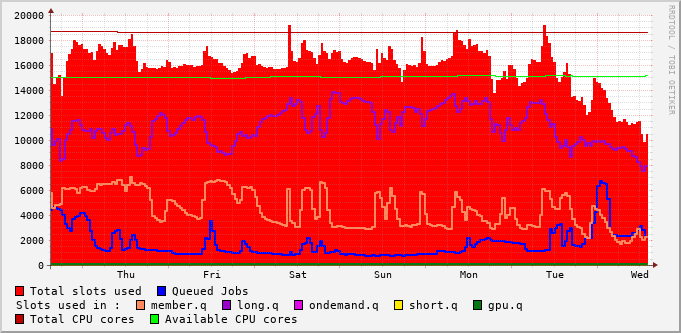 20000
18000
16000
14000
12000
10000
8000
6000
4000
2000
0
Thu Fri Sat Sun Mon Tue Wed
RRDTOOL / TOBI OETIKER
Total slots used Queued Jobs
Slots used in : member.q long.q ondemand.q short.q gpu.q
Total CPU cores Available CPU cores